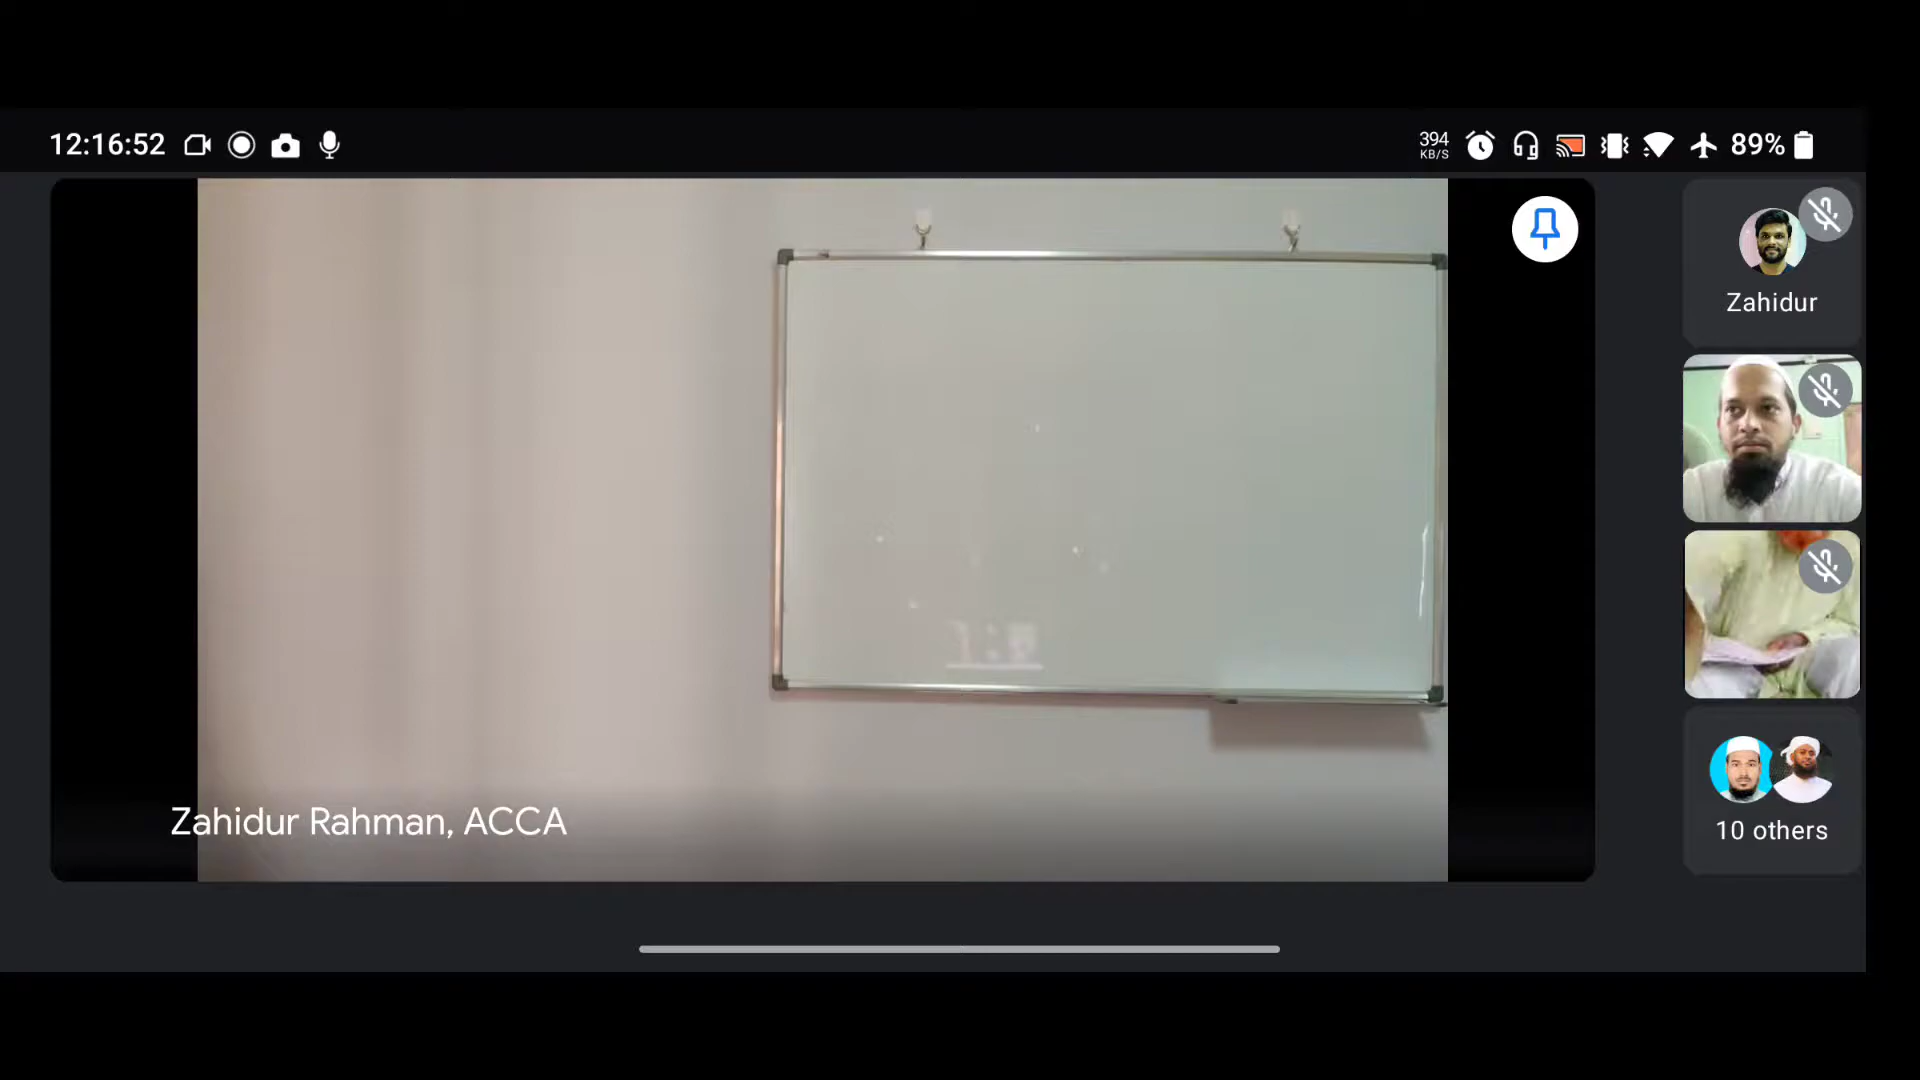 12:16:52
394 KB/S
89%
Zahidur
Zahidur Rahman, ACCA
10 others